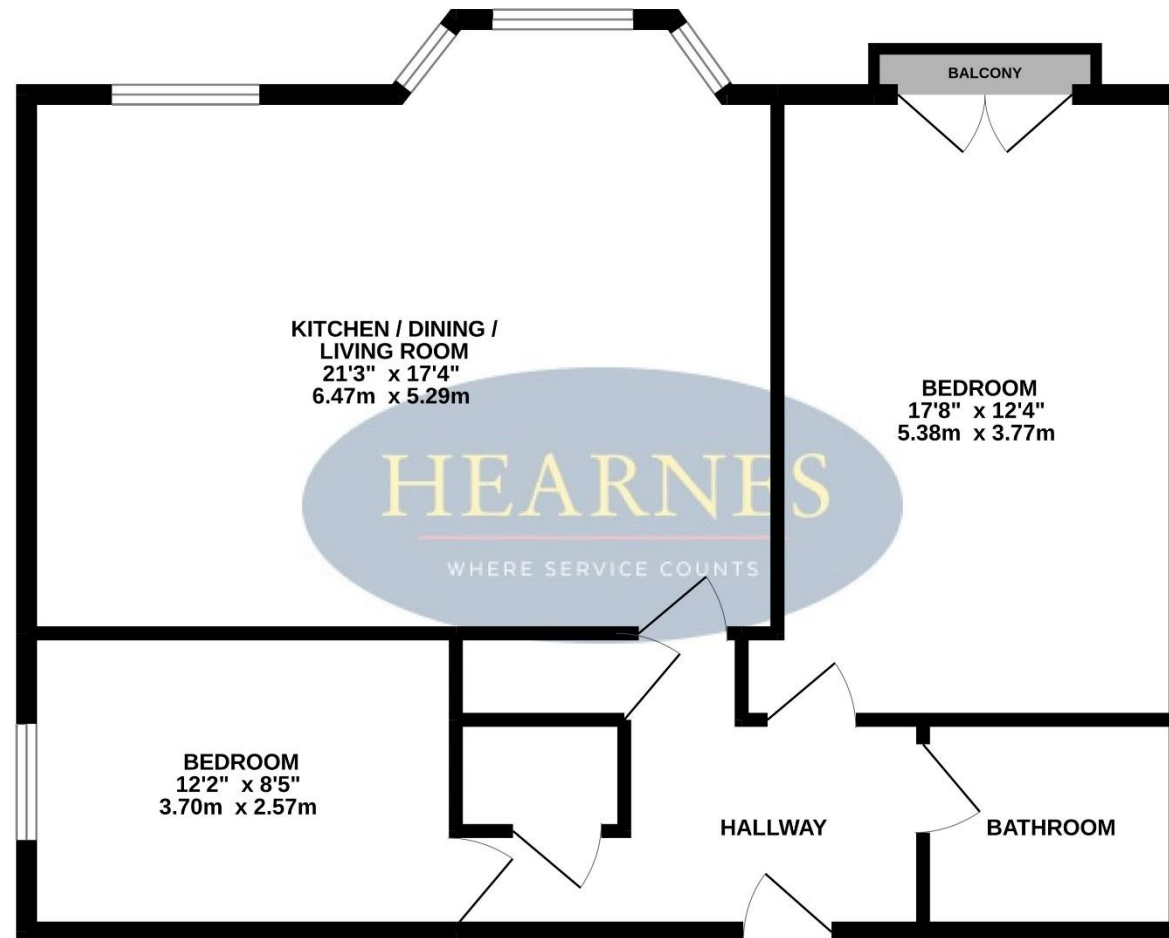 BALCONY
KITCHEN / DINING /
LIVING ROOM
21'3" x 17'4"
6.47m x 5.29m
BEDROOM
17'8" x 12'4"
5.38m x 3.77m
HEARNES
WHERE SERVICE COUNTS
BEDROOM
12'2" x 8'5"
3.70m x 2.57m
HALLWAY
BATHROOM